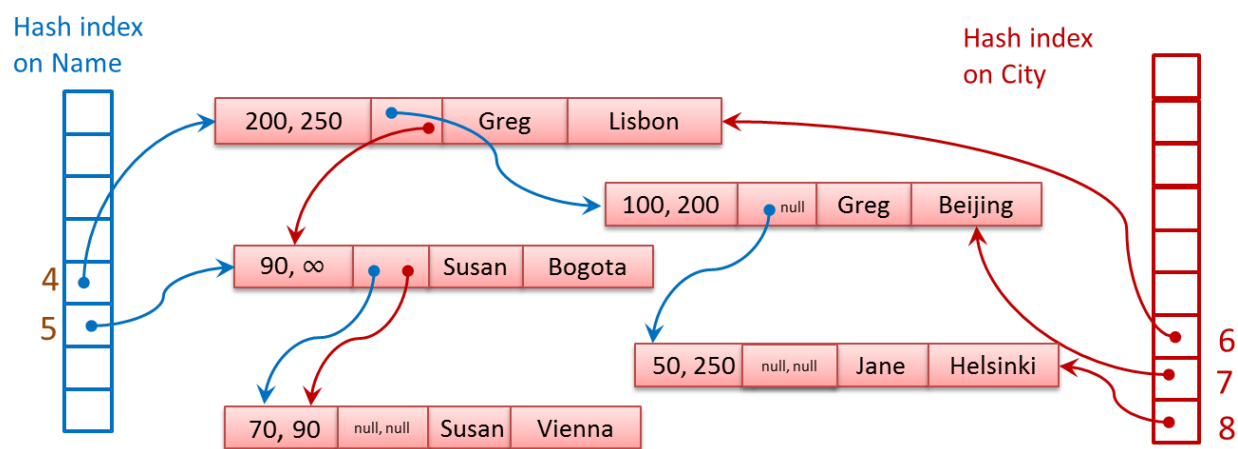 Hash index
on Name
Hash index
on City
200, 250 Greg Lisbon
100, 200 null Greg Beijing
90, ∞ Susan Bogota
4
5
6
50, 250 null, null Jane Helsinki
7
70, 90 null, null Susan Vienna
8